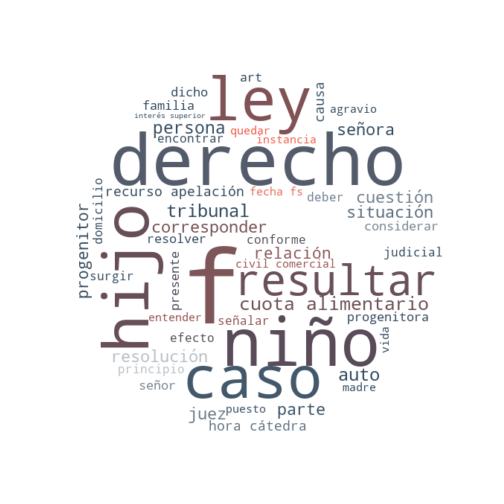 art
ley
causa
dicho
familia
interés superior
agravio
persona
quedar
señora
encontrar
instancia
derecho
recurso apelación
fecha fs
deber
cuestión
domicilio
progenitor
hijo
tribunal
situación
corresponder
considerar
resolver
conforme
f
relación
judicial
surgir
presente
civil comercial
resultar
cuota alimentario
entender
señalar
progenitora
niño
vida
efecto
resolución
caso
principio
auto
señor
madre
juez
puesto
parte
hora cátedra